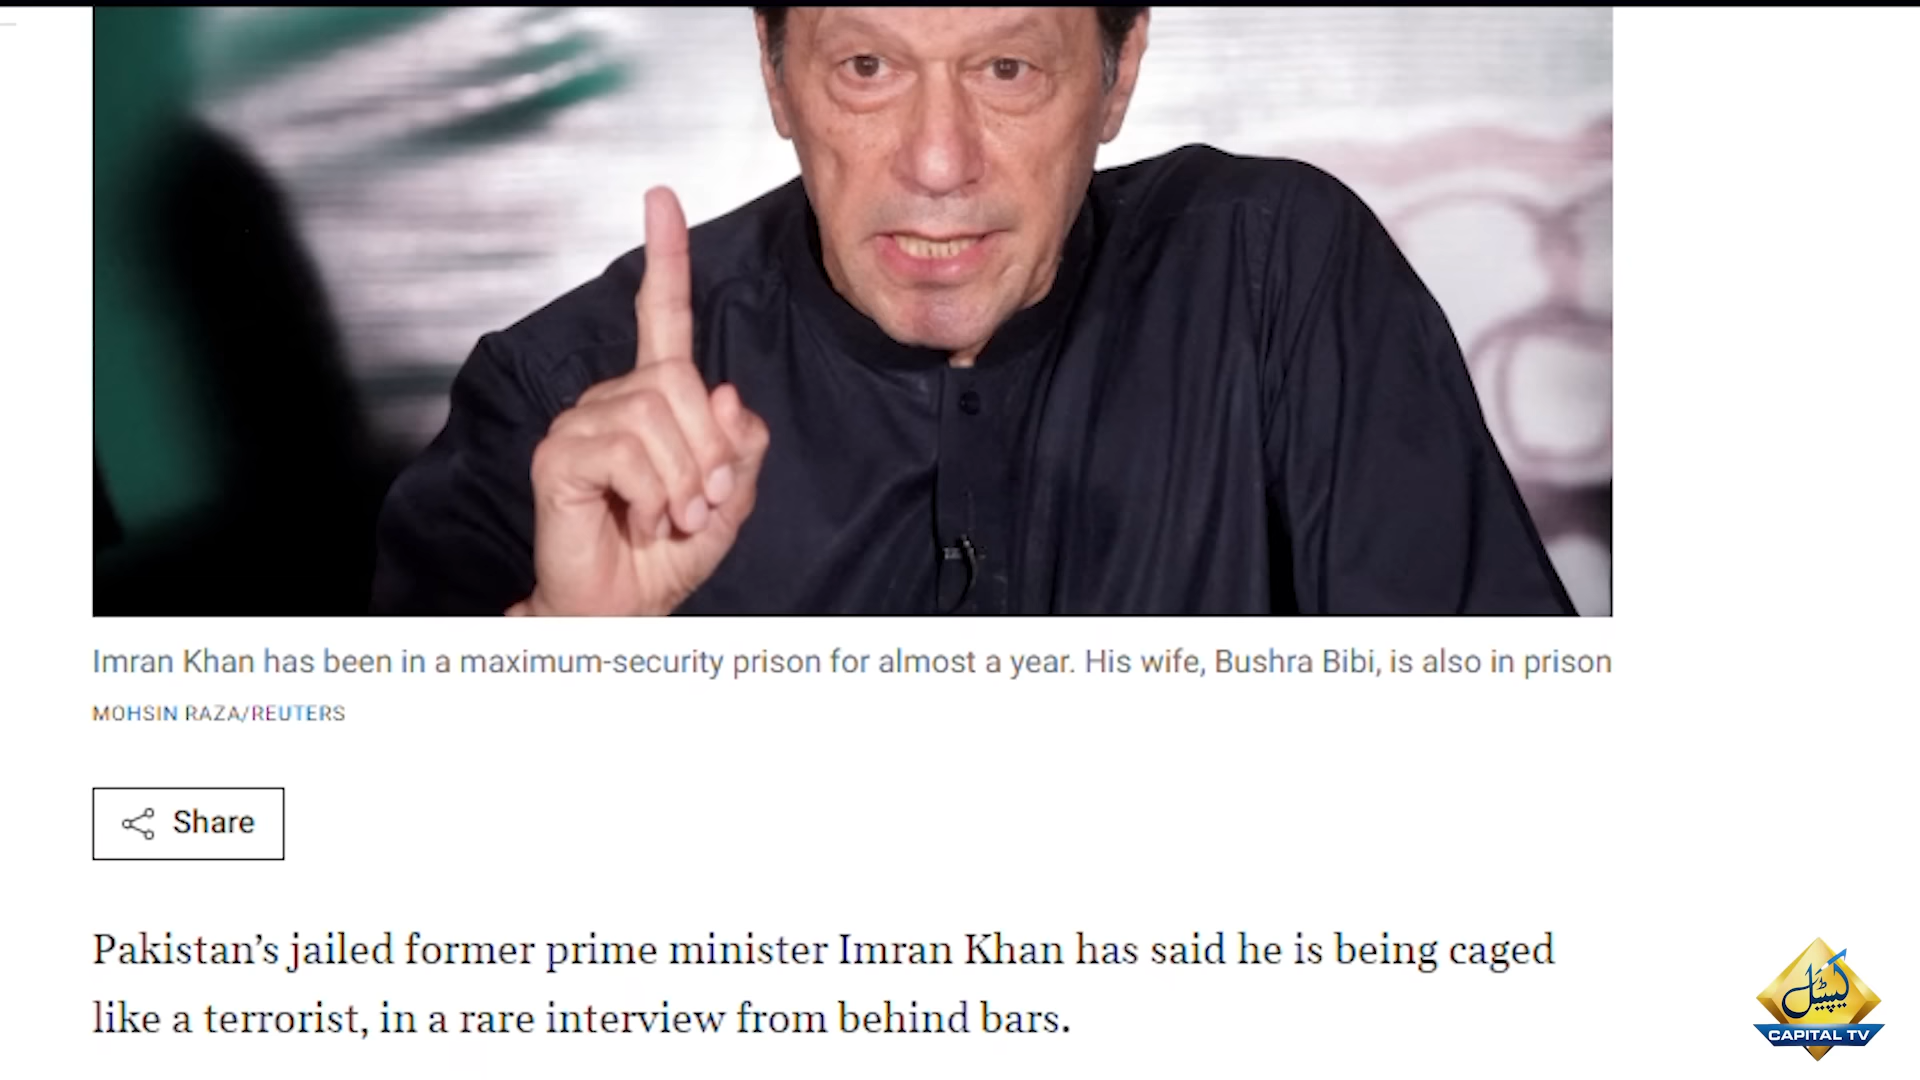 Imran Khan has been in a maximum-security prison for almost a year. His wife, Bushra Bibi, is also in prison
MOHSIN RAZA/REUTERS
Share
Pakistan’s jailed former prime minister Imran Khan has said he is being caged
like a terrorist, in a rare interview from behind bars.
کیپیٹل
CAPITAL TV